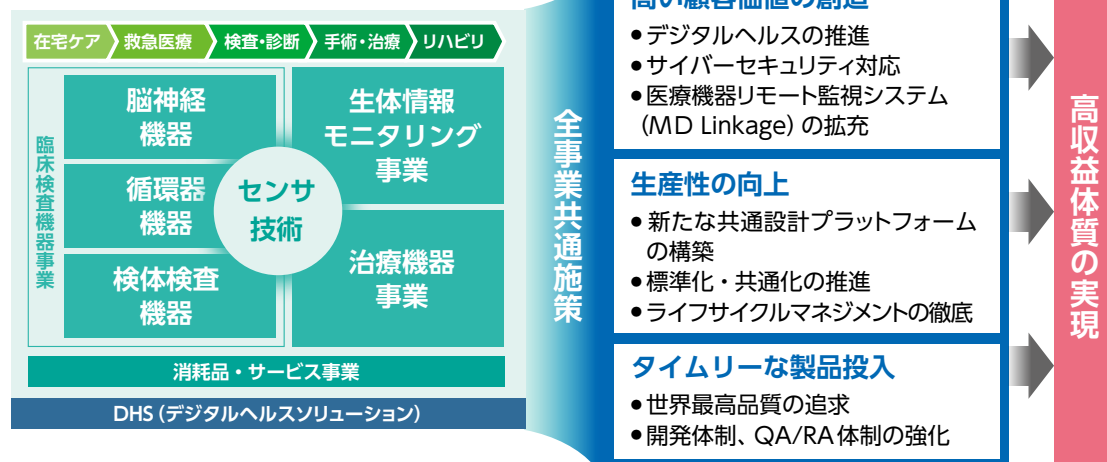 在宅ケア
救急医療
検査・診断
手術・治療
リハビリ
臨床検査機器事業
脳神経
機器
循環器
機器
検体検査
機器
センサ
技術
生体情報
モニタリング
事業
治療機器
事業
消耗品・サービス事業
DHS（デジタルヘルスソリューション）
全事業共通施策
高い顧客価値の創造
●デジタルヘルスの推進
●サイバーセキュリティ対応
●医療機器リモート監視システム
（MD Linkage）の拡充
生産性の向上
●新たな共通設計プラットフォーム
の構築
●標準化・共通化の推進
●ライフサイクルマネジメントの徹底
タイムリーな製品投入
●世界最高品質の追求
●開発体制、QA/RA体制の強化
高収益体質の実現